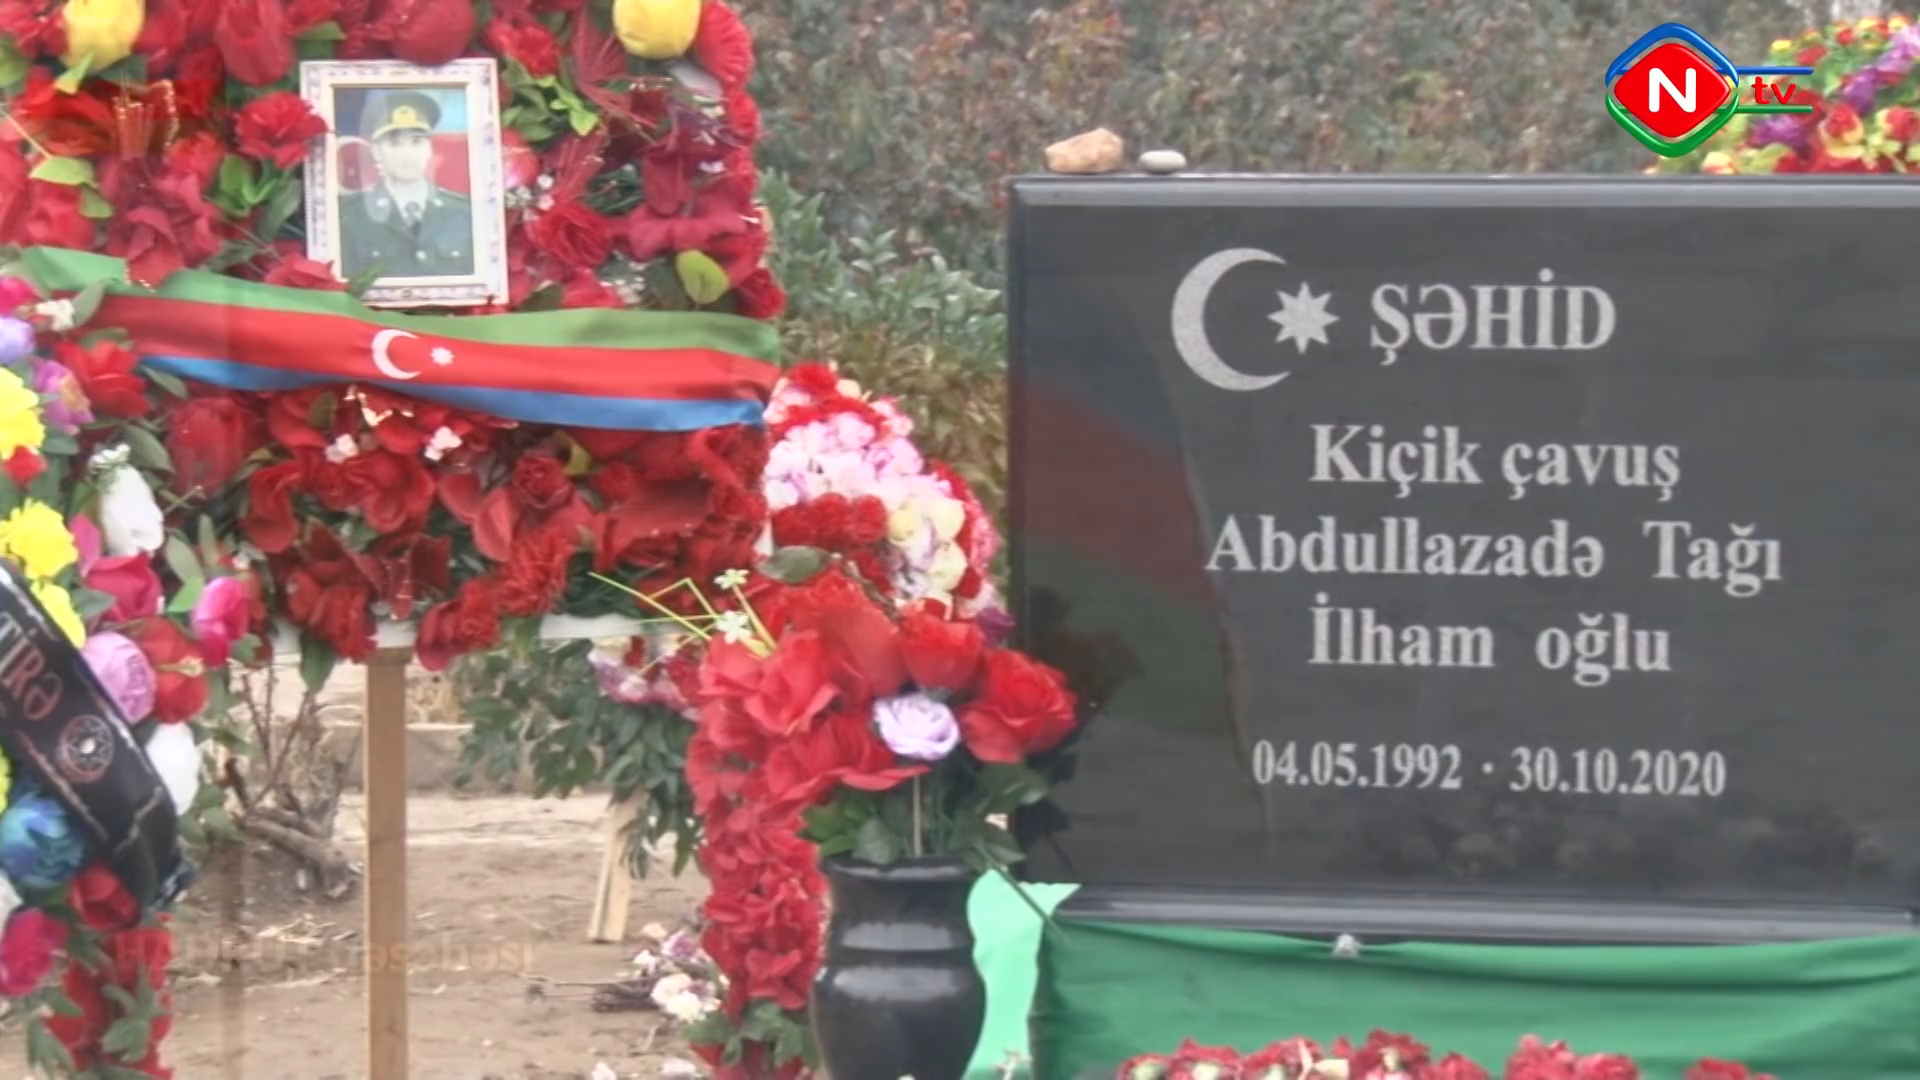 N tv
ŞƏHİD
Kiçik çavuş
Abdullazadə Tağı
İlham oğlu
04.05.1992 · 30.10.2020